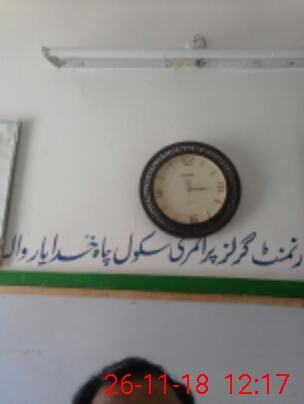 رنمنٹ گرلز پرائمری سکول چاہ خدا یار وال
26-11-18 12:17